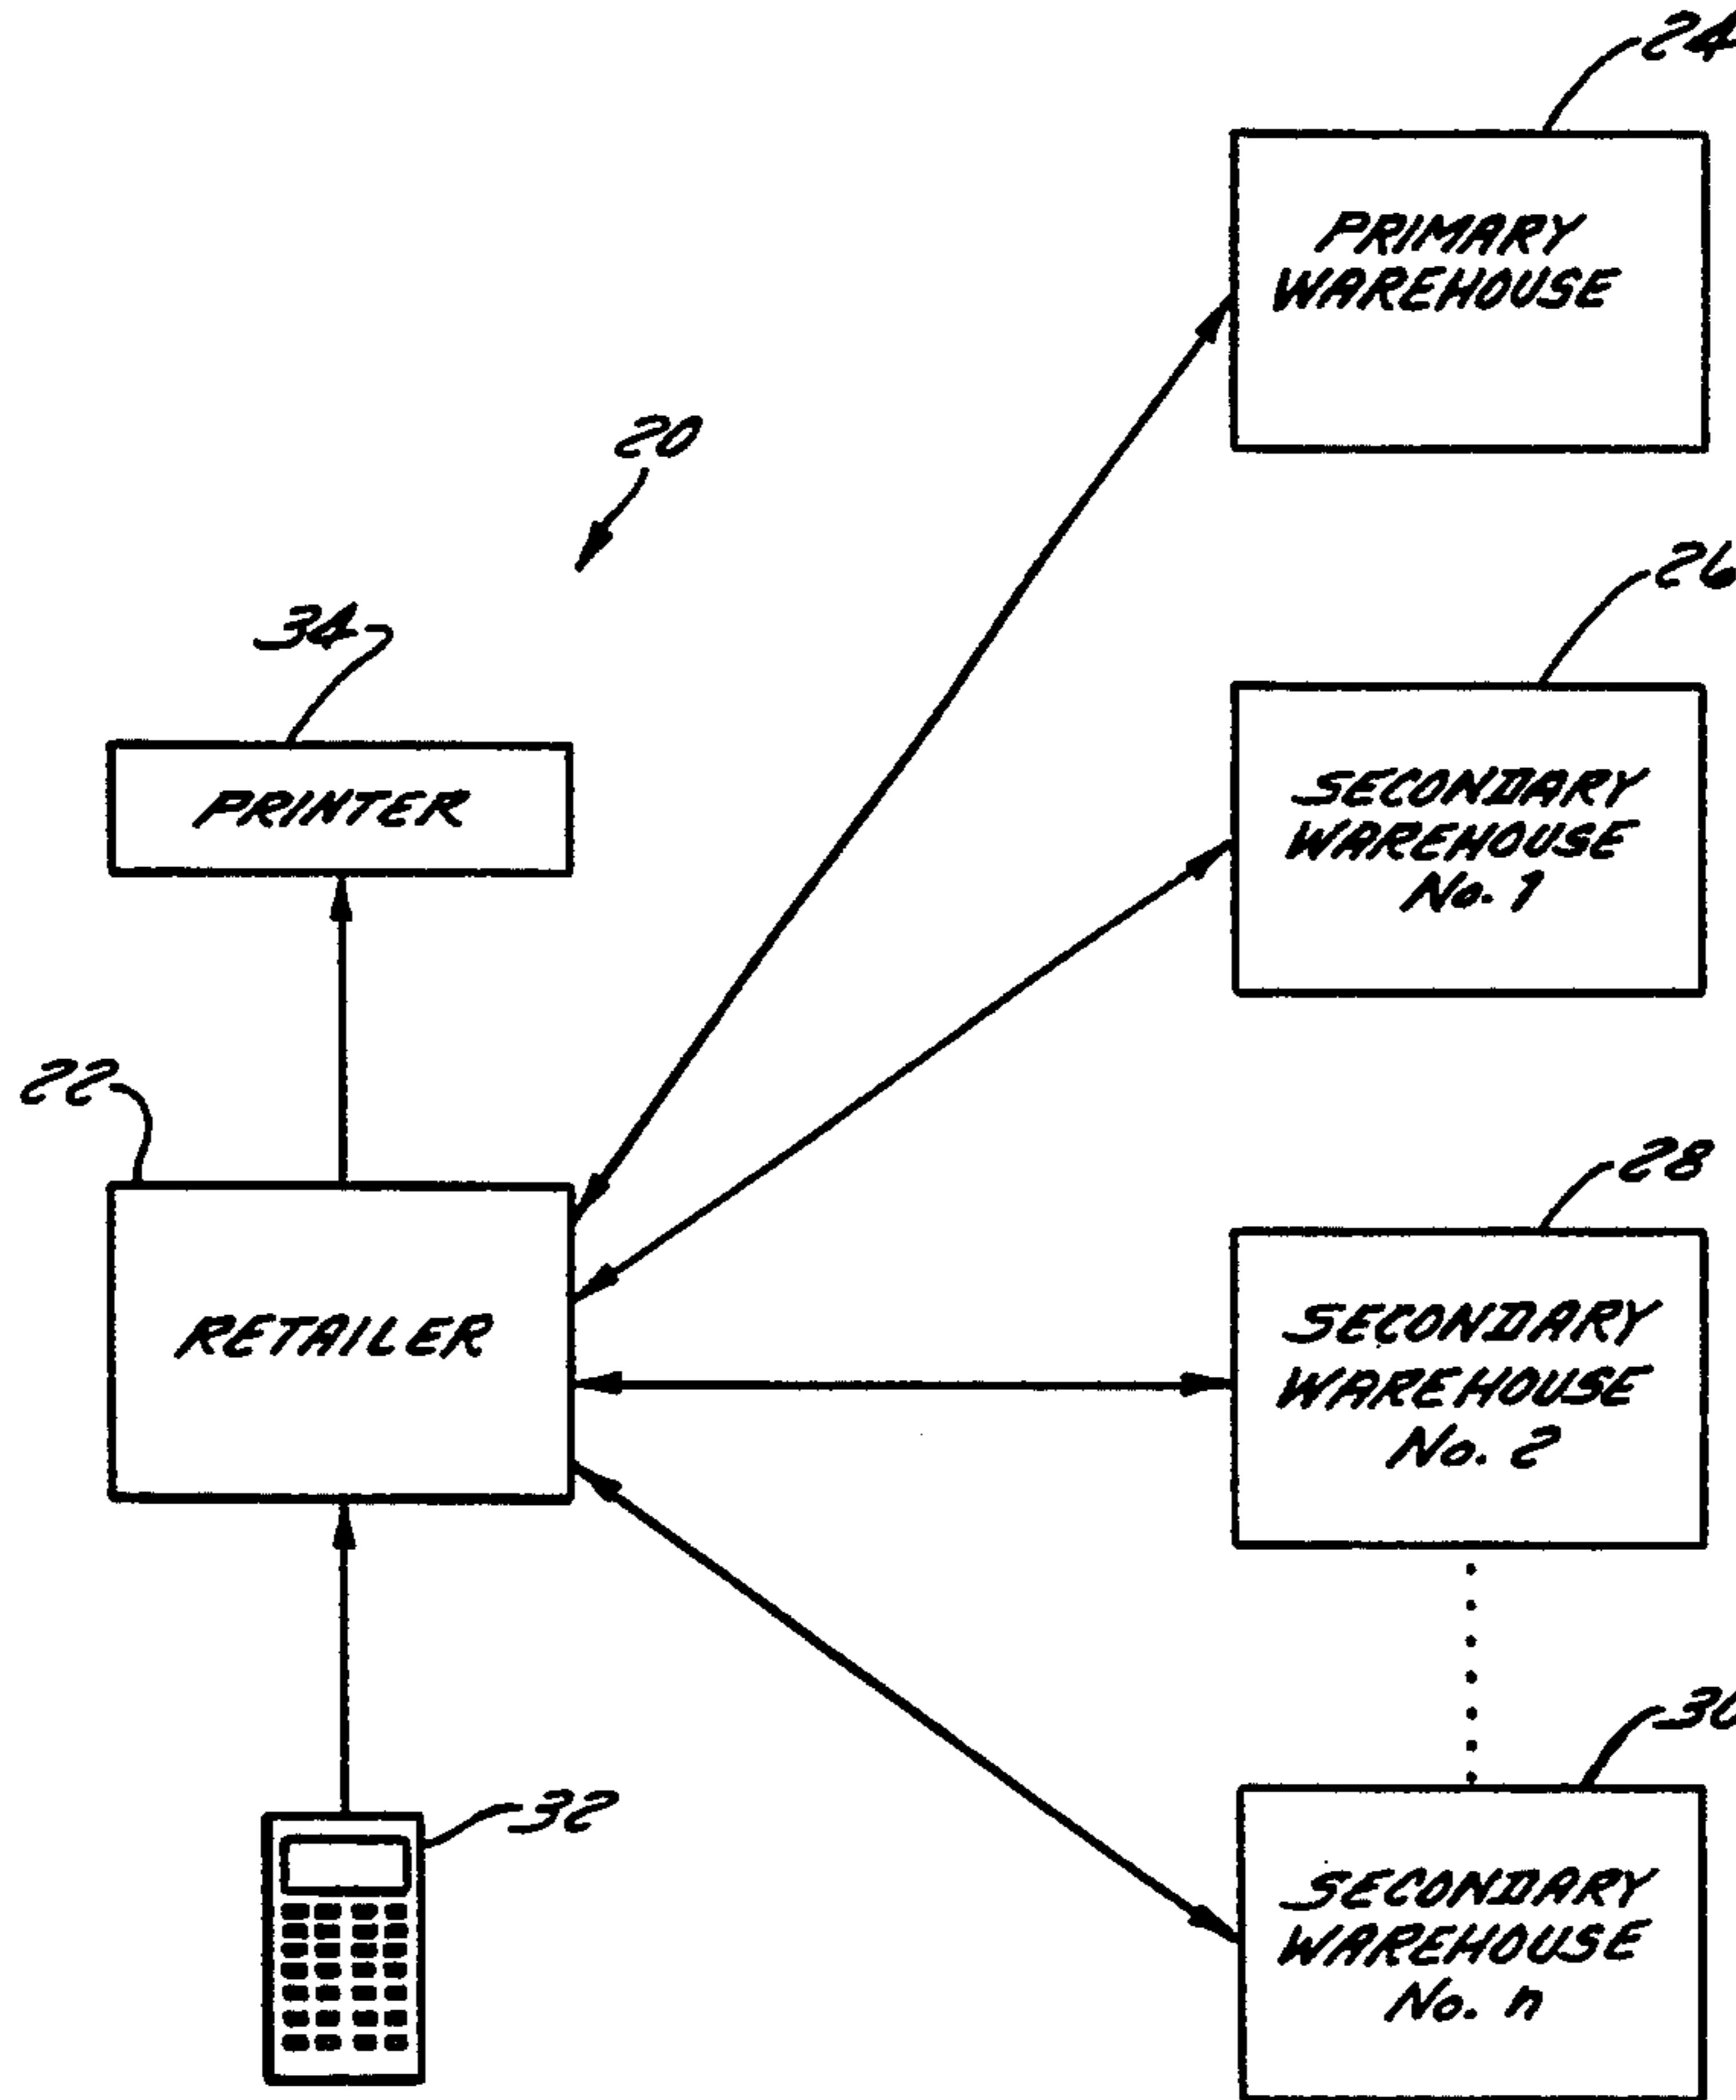 24
PRIMARY
WAREHOUSE
20
26
34
SECONDARY
WAREHOUSE
No. 1
PRINTER
22
28
SECONDARY
WAREHOUSE
No. 2
RETAILER
30
32
SECONDARY
WAREHOUSE
No. n